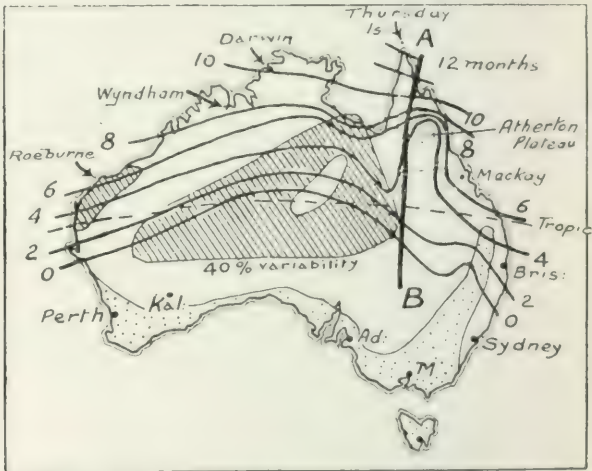 Thursday
Is
A
Darwin
10
12 months
Wyndham
10
8
Atherton
Plateau
8
Roeburne
Mackay
6
6
4
Tropic
2
4
0
40% variability
Bris:
2
B
0
Kal.
Perth
Ad.
Sydney
M